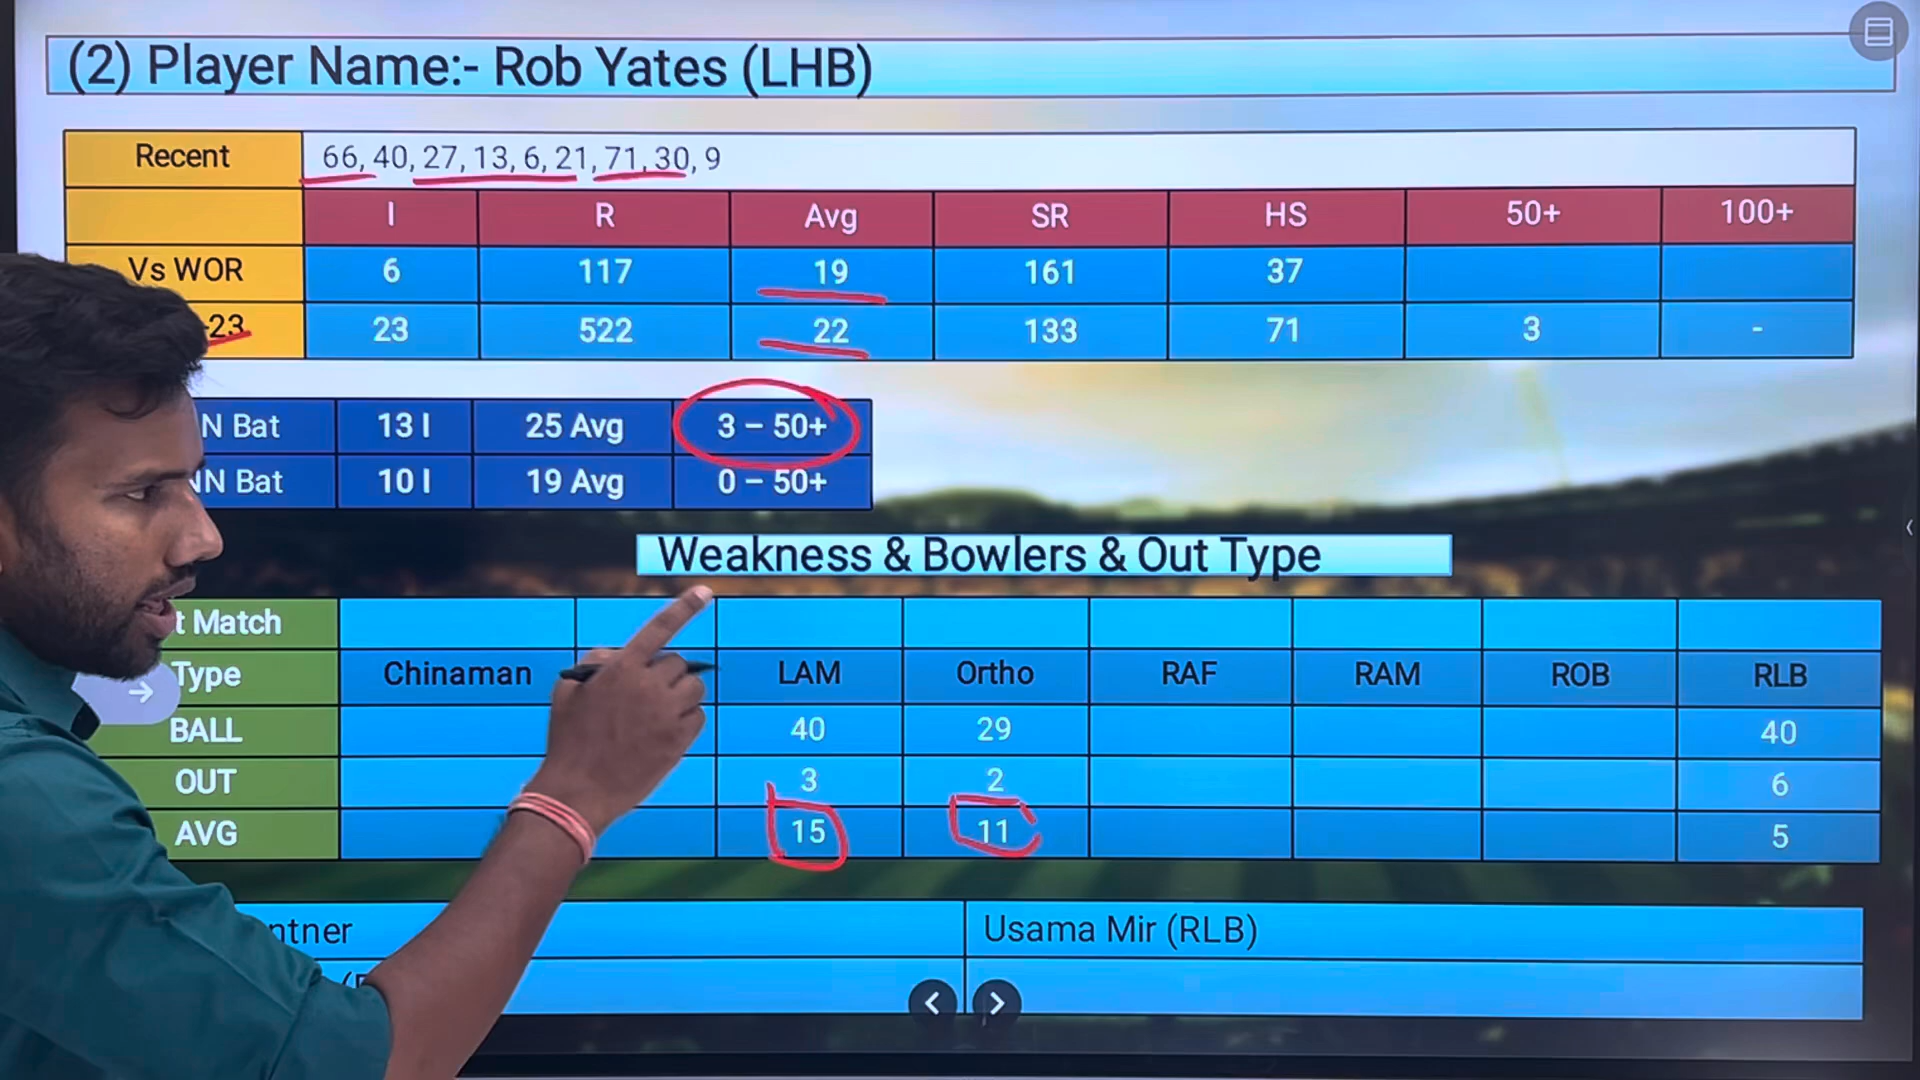 (2) Player Name:- Rob Yates (LHB)
Recent 66, 40, 27, 13, 6, 21, 71, 30, 9
I R Avg SR HS 50+ 100+
Vs WOR 6 117 19 161 37
-23 23 522 22 133 71 3 -
N Bat 13 I 25 Avg 3 – 50+
NN Bat 10 I 19 Avg 0 – 50+
Weakness & Bowlers & Out Type
t Match
Type Chinaman LAM Ortho RAF RAM ROB RLB
BALL 40 29 40
OUT 3 2 6
AVG 15 11 5
ntner Usama Mir (RLB)